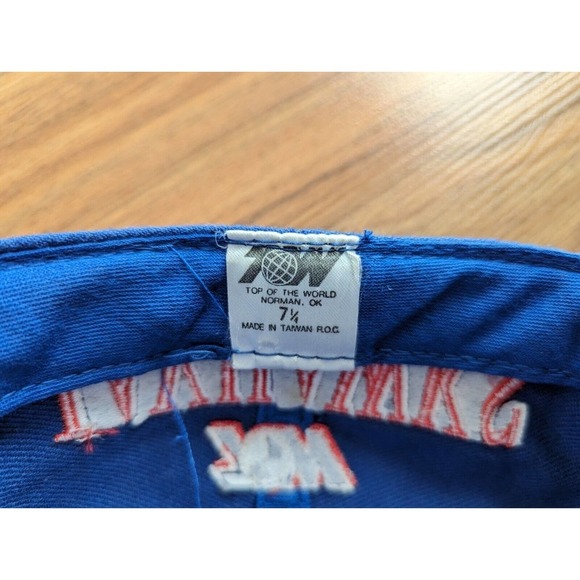 TOW
TOP OF THE WORLD
NORMAN, OK
7¼
MADE IN TAIWAN R.O.C.